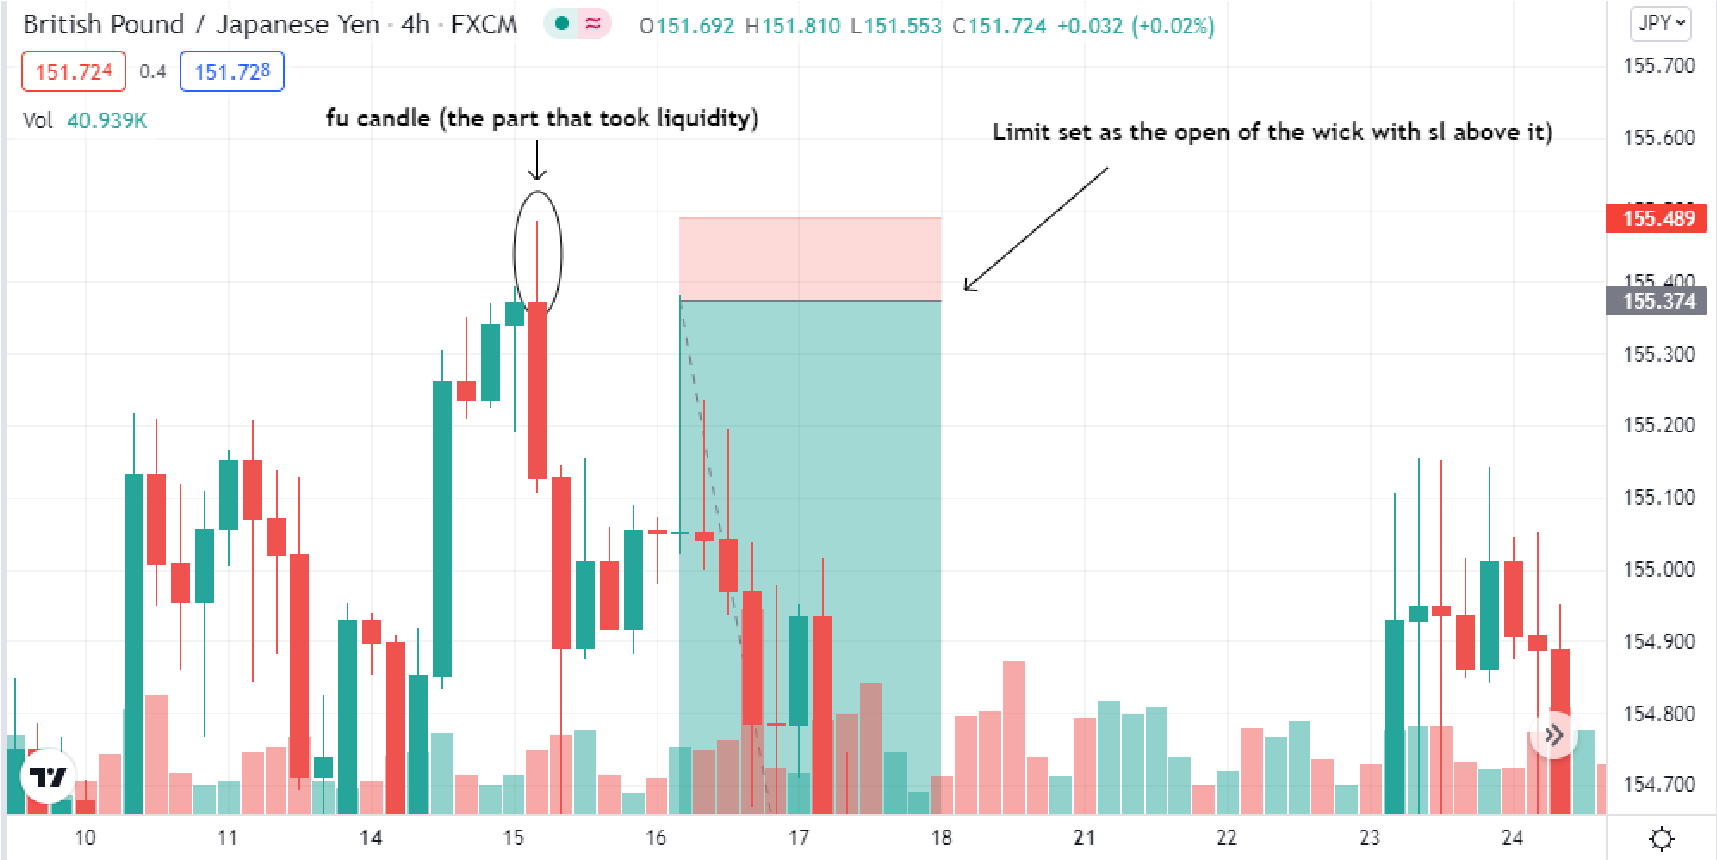 British Pound / Japanese Yen · 4h · FXCM
O151.692 H151.810 L151.553 C151.724 +0.032 (+0.02%)
JPY
151.724 0.4 151.728
Vol 40.939K
fu candle (the part that took liquidity)
Limit set as the open of the wick with sl above it)
155.700
155.600
155.489
155.400
155.374
155.300
155.200
155.100
155.000
154.900
154.800
154.700
10 11 14 15 16 17 18 21 22 23 24